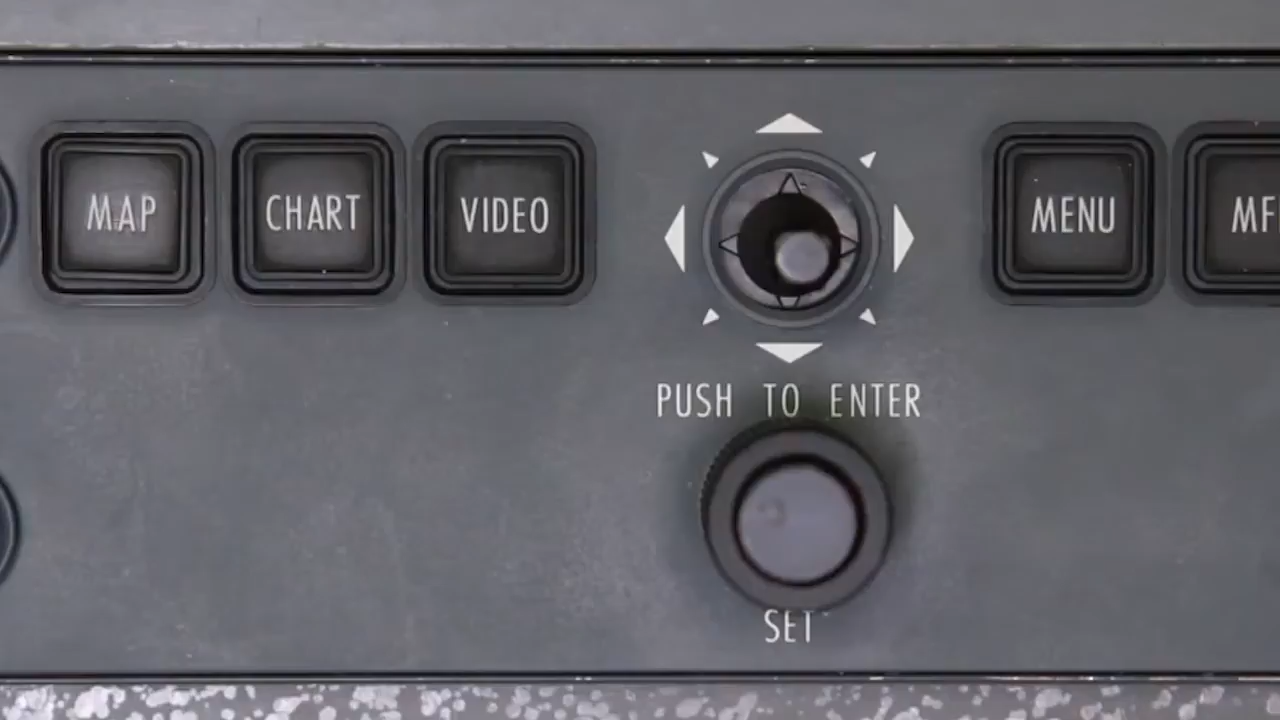 MAP
CHART
VIDEO
MENU
MF
PUSH TO ENTER
SET